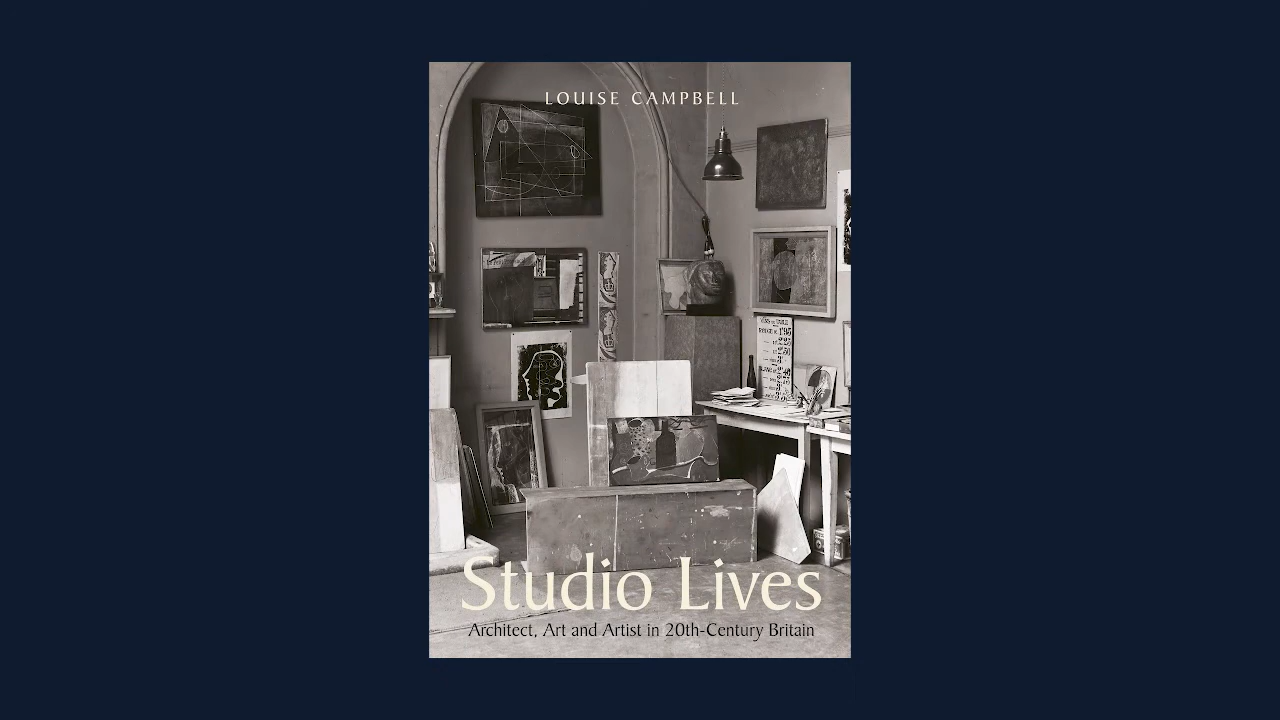 LOUISE CAMPBELL
Studio Lives
Architect, Art and Artist in 20th-Century Britain